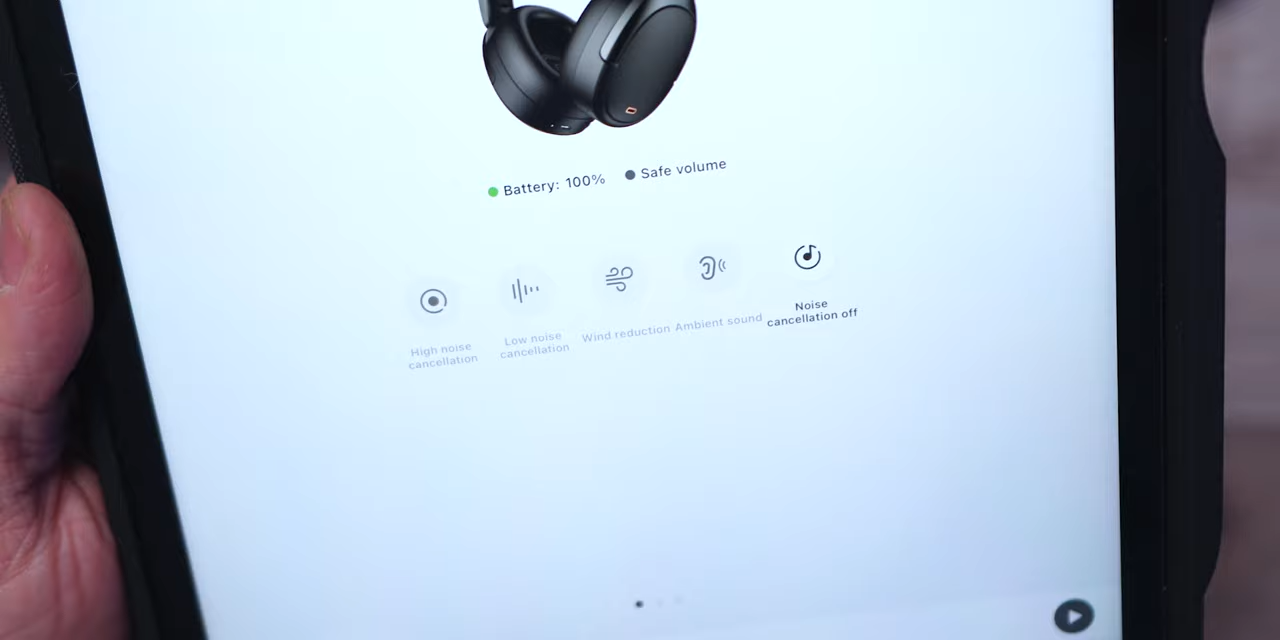 Battery: 100% Safe volume
High noise
cancellation
Low noise
cancellation
Wind reduction
Ambient sound
Noise
cancellation off